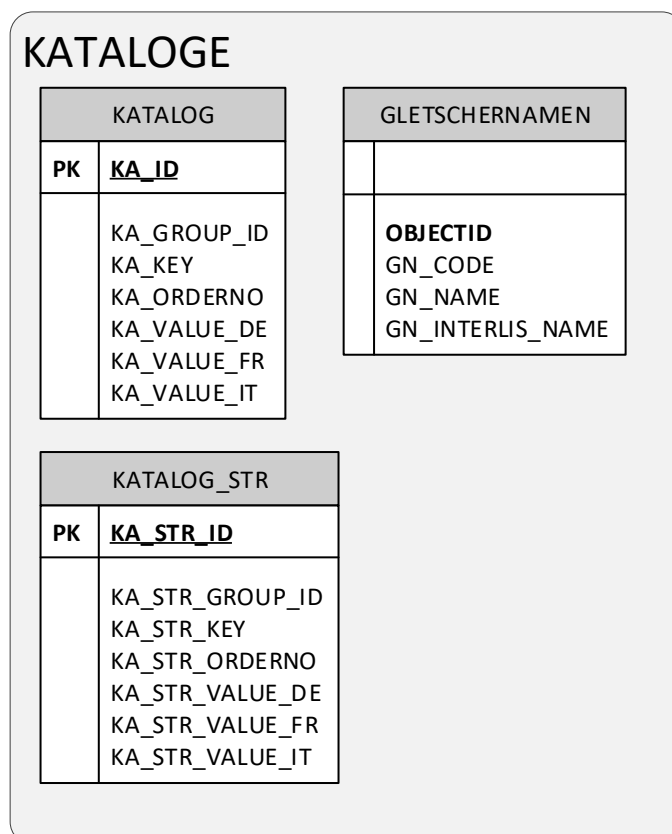 KATALOGE
KATALOG
PK KA_ID
KA_GROUP_ID
KA_KEY
KA_ORDERNO
KA_VALUE_DE
KA_VALUE_FR
KA_VALUE_IT
GLETSCHERNAMEN
OBJECTID
GN_CODE
GN_NAME
GN_INTERLIS_NAME
KATALOG_STR
PK KA_STR_ID
KA_STR_GROUP_ID
KA_STR_KEY
KA_STR_ORDERNO
KA_STR_VALUE_DE
KA_STR_VALUE_FR
KA_STR_VALUE_IT